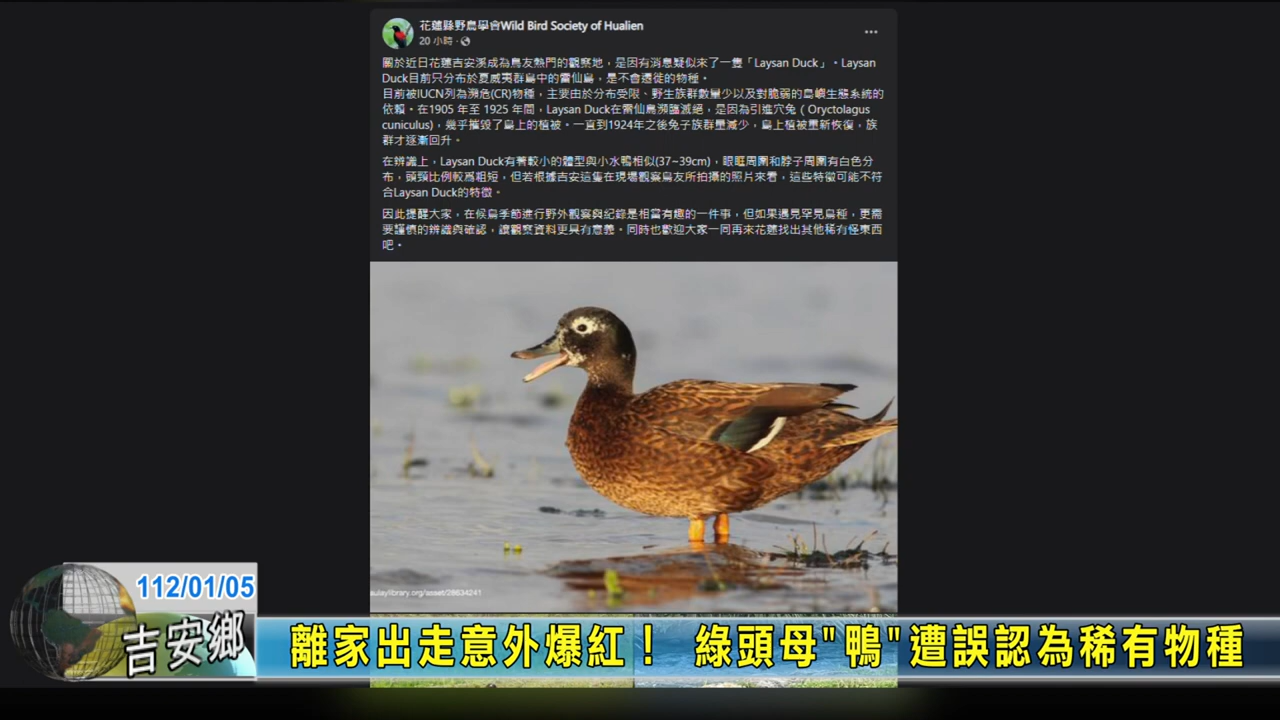 花蓮縣野鳥學會Wild Bird Society of Hualien
20 小時 ·
關於近日花蓮吉安溪成為鳥友熱門的觀察地，是因有消息疑似來了一隻「Laysan Duck」。Laysan
Duck目前只分布於夏威夷群島中的雷仙島，是不會遷徙的物種。
目前被IUCN列為瀕危(CR)物種，主要由於分布受限、野生族群數量少以及對脆弱的島嶼生態系統的
依賴。在1905 年至 1925 年間，Laysan Duck在雷仙島瀕臨滅絕，是因為引進穴兔（Oryctolagus
cuniculus)，幾乎摧毀了島上的植被。一直到1924年之後兔子族群量減少，島上植被重新恢復，族
群才逐漸回升。
在辨識上，Laysan Duck有著較小的體型與小水鴨相似(37~39cm)，眼眶周圍和脖子周圍有白色分
布，頭頸比例較爲粗短，但若根據吉安這隻在現場觀察鳥友所拍攝的照片來看，這些特徵可能不符
合Laysan Duck的特徵。
因此提醒大家，在候鳥季節進行野外觀察與紀錄是相當有趣的一件事，但如果遇見罕見鳥種，更需
要謹慎的辨識與確認，讓觀察資料更具有意義。同時也歡迎大家一同再來花蓮找出其他稀有怪東西
吧。
aulaylibrary.org/asset/26634241
112/01/05
吉安鄉
離家出走意外爆紅！ 綠頭母"鴨"遭誤認為稀有物種